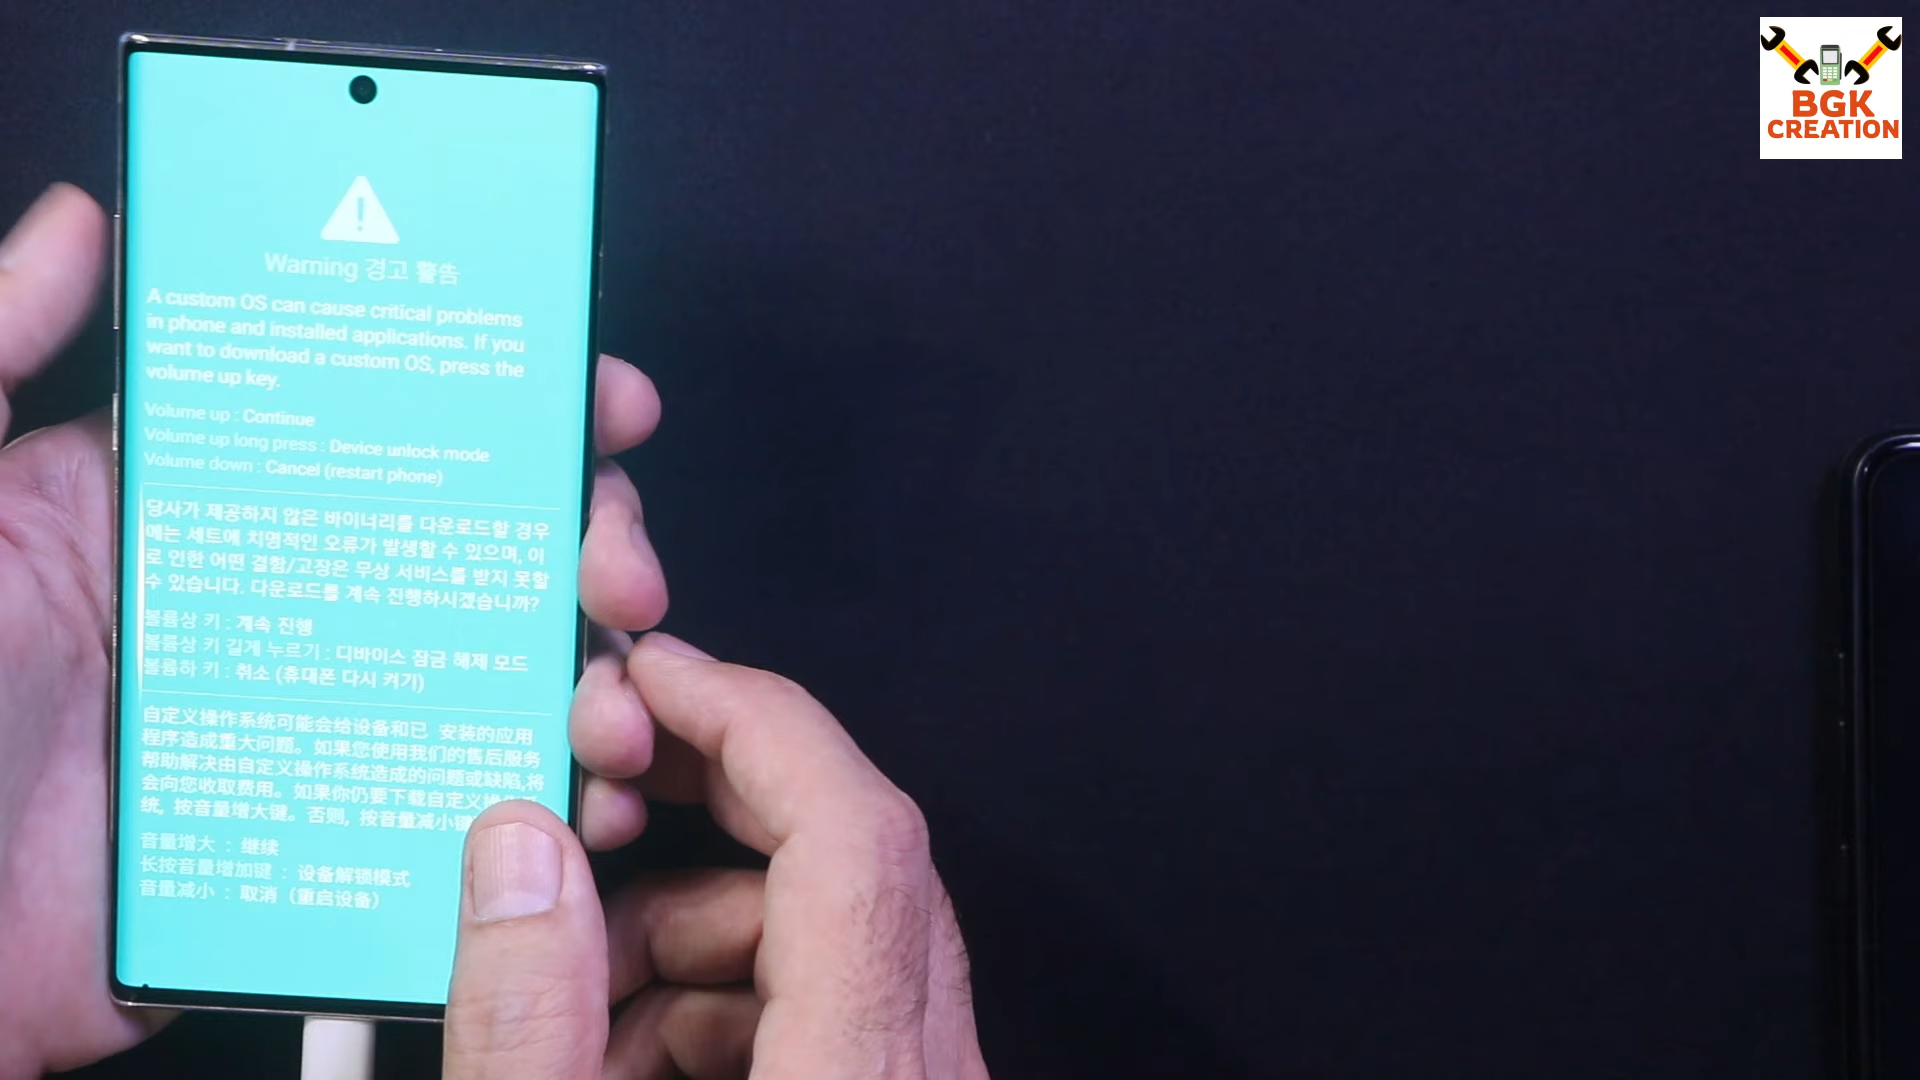 BGK
CREATION
Warning 경고 警告
A custom OS can cause critical problems
in phone and installed applications. If you
want to download a custom OS, press the
volume up key.
Volume up : Continue
Volume up long press : Device unlock mode
Volume down : Cancel (restart phone)
당사가 제공하지 않은 바이너리를 다운로드할 경우
에는 세트에 치명적인 오류가 발생할 수 있으며, 이
로 인한 어떤 결함/고장은 무상 서비스를 받지 못할
수 있습니다. 다운로드를 계속 진행하시겠습니까?
볼륨상 키 : 계속 진행
볼륨상 키 길게 누르기 : 디바이스 잠금 해제 모드
볼륨하 키 : 취소 (휴대폰 다시 켜기)
自定义操作系统可能会给设备和已 安装的应用
程序造成重大问题。如果您使用我们的售后服务
帮助解决由自定义操作系统造成的问题或缺陷,将
会向您收取费用。如果你仍要下载自定义操作系
统, 按音量增大键。否则, 按音量减小键
音量增大 : 继续
长按音量增加键 : 设备解锁模式
音量减小 : 取消 (重启设备)